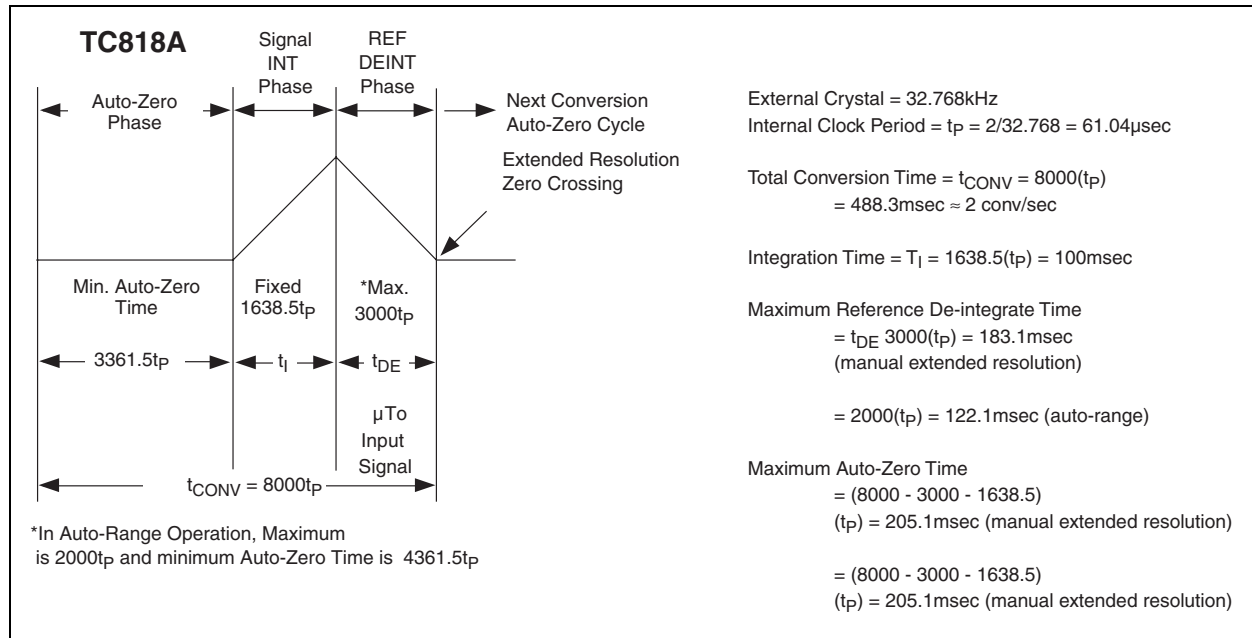 TC818A
Signal
INT
Phase
REF
DEINT
Phase
Auto-Zero
Phase
Next Conversion
Auto-Zero Cycle
Extended Resolution
Zero Crossing
Min. Auto-Zero
Time
Fixed
1638.5tP
*Max.
3000tP
3361.5tP
tI
tDE
µTo
Input
Signal
tCONV = 8000tP
*In Auto-Range Operation, Maximum
is 2000tP and minimum Auto-Zero Time is 4361.5tP
External Crystal = 32.768kHz
Internal Clock Period = tP = 2/32.768 = 61.04µsec
Total Conversion Time = tCONV = 8000(tP)
= 488.3msec ≈ 2 conv/sec
Integration Time = TI = 1638.5(tP) = 100msec
Maximum Reference De-integrate Time
= tDE 3000(tP) = 183.1msec
(manual extended resolution)
= 2000(tP) = 122.1msec (auto-range)
Maximum Auto-Zero Time
= (8000 - 3000 - 1638.5)
(tP) = 205.1msec (manual extended resolution)
= (8000 - 3000 - 1638.5)
(tP) = 205.1msec (manual extended resolution)